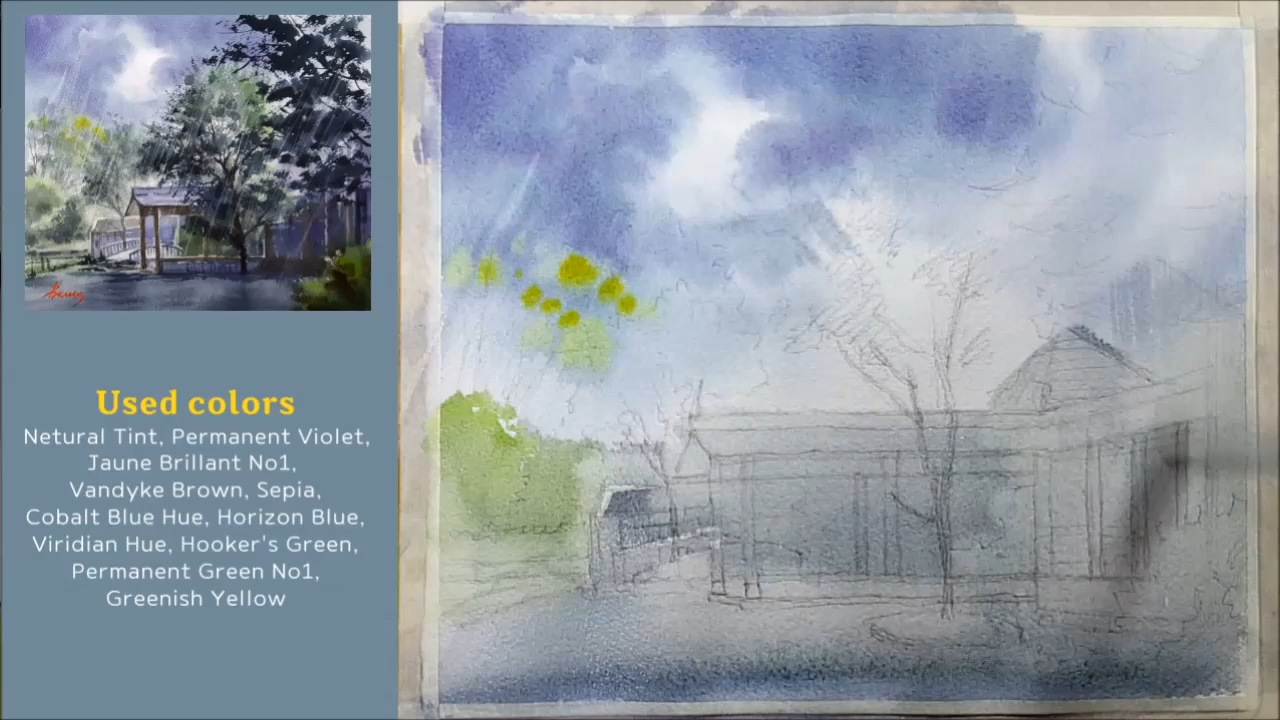 Used colors
Netural Tint, Permanent Violet,
Jaune Brillant No1,
Vandyke Brown, Sepia,
Cobalt Blue Hue, Horizon Blue,
Viridian Hue, Hooker's Green,
Permanent Green No1,
Greenish Yellow